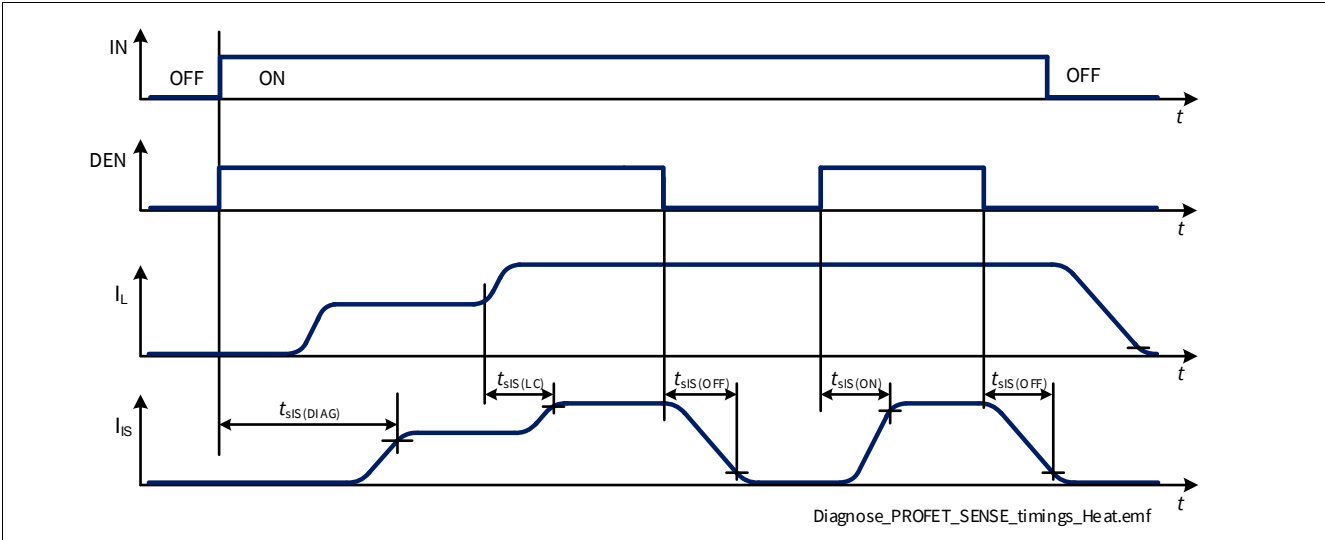 IN
OFF
ON
OFF
t
DEN
t
IL
t
tsIS(LC)
tsIS(OFF)
tsIS(ON)
tsIS(OFF)
tsIS(DIAG)
IIS
t
Diagnose_PROFET_SENSE_timings_Heat.emf